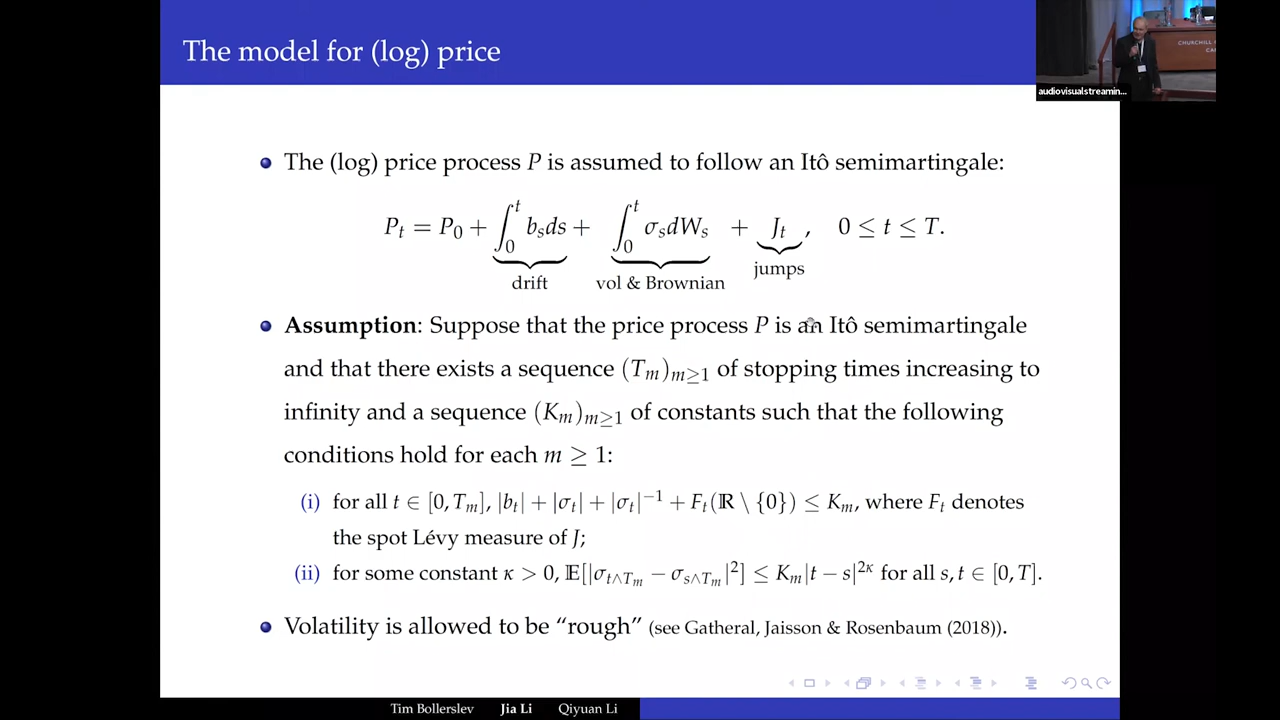 The model for (log) price
CHURCHILL
audiovisualstreamin...
The (log) price process P is assumed to follow an Itô semimartingale:
P_t = P_0 + ∫_0^t b_s ds + ∫_0^t σ_s dW_s + J_t, 0 ≤ t ≤ T.
drift vol & Brownian jumps
Assumption: Suppose that the price process P is an Itô semimartingale
and that there exists a sequence (T_m)_{m≥1} of stopping times increasing to
infinity and a sequence (K_m)_{m≥1} of constants such that the following
conditions hold for each m ≥ 1:
(i) for all t ∈ [0, T_m], |b_t| + |σ_t| + |σ_t|^{-1} + F_t(ℝ \ {0}) ≤ K_m, where F_t denotes
the spot Lévy measure of J;
(ii) for some constant κ > 0, 𝔼[|σ_{t∧T_m} − σ_{s∧T_m}|^2] ≤ K_m|t − s|^{2κ} for all s, t ∈ [0, T].
Volatility is allowed to be “rough” (see Gatheral, Jaisson & Rosenbaum (2018)).
Tim Bollerslev Jia Li Qiyuan Li